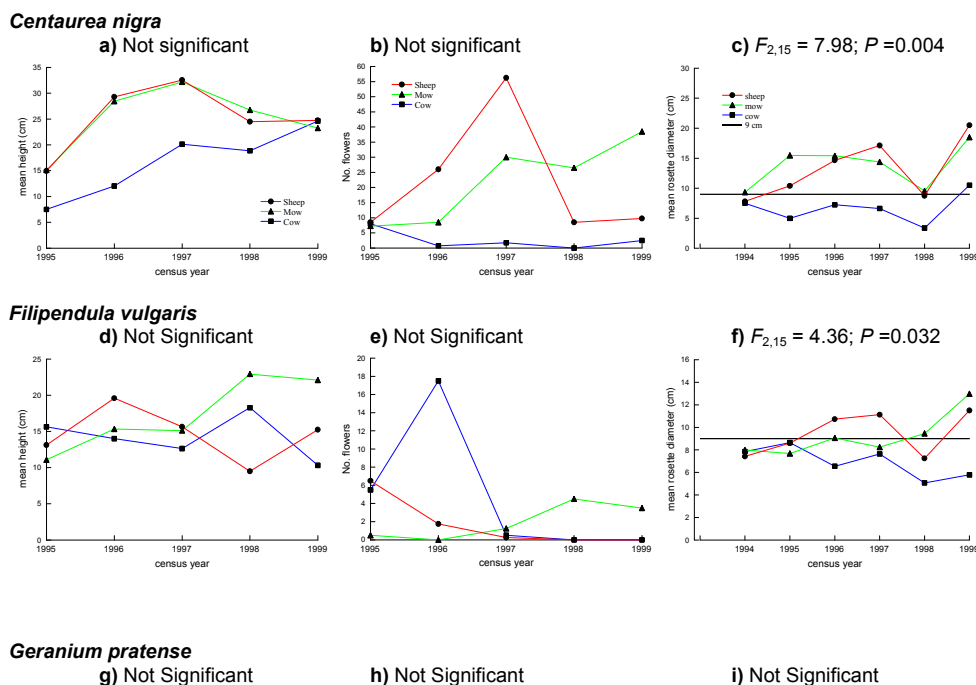 Centaurea nigra
a) Not significant
b) Not significant
c) F2,15 = 7.98; P =0.004
35
30
25
20
15
10
5
0
mean height (cm)
Sheep
Mow
Cow
1995 1996 1997 1998 1999
census year
60
55
50
45
40
35
30
25
20
15
10
5
0
No. flowers
Sheep
Mow
Cow
1995 1996 1997 1998 1999
census year
30
25
20
15
10
5
0
mean rosette diameter (cm)
sheep
mow
cow
9 cm
1994 1995 1996 1997 1998 1999
census year
Filipendula vulgaris
d) Not Significant
e) Not Significant
f) F2,15 = 4.36; P =0.032
25
20
15
10
5
0
mean height (cm)
1995 1996 1997 1998 1999
census year
20
18
16
14
12
10
8
6
4
2
0
No. flowers
1995 1996 1997 1998 1999
census year
16
14
12
10
8
6
4
2
0
mean rosette diameter (cm)
1994 1995 1996 1997 1998 1999
census year
Geranium pratense
g) Not Significant
h) Not Significant
i) Not Significant